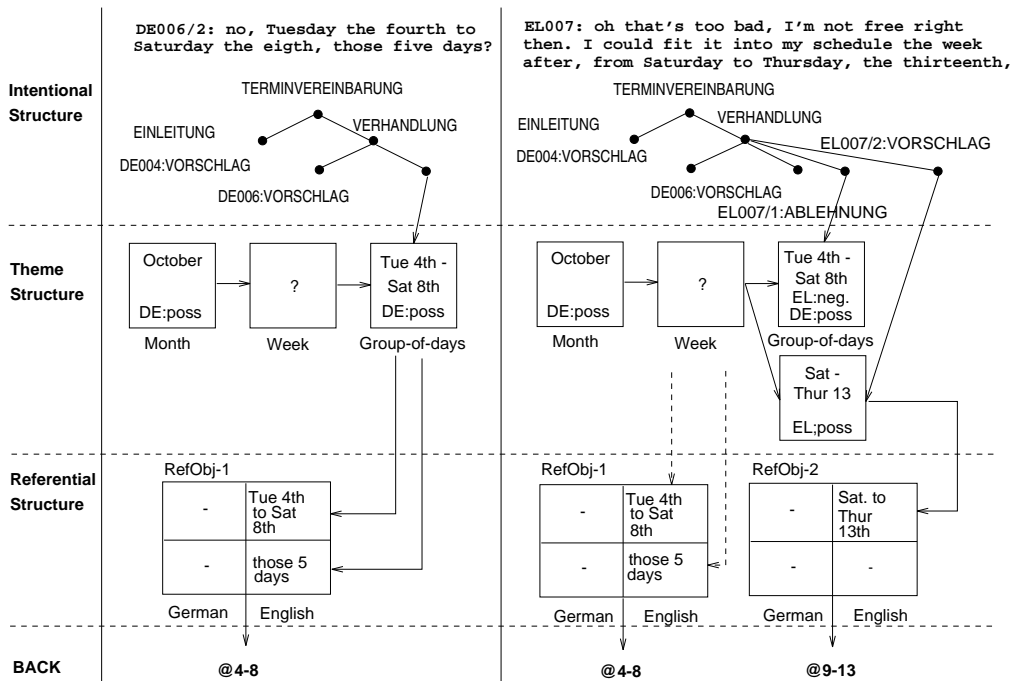 DE006/2: no, Tuesday the fourth to
Saturday the eigth, those five days?
EL007: oh that's too bad, I'm not free right
then. I could fit it into my schedule the week
after, from Saturday to Thursday, the thirteenth,
Intentional
Structure
TERMINVEREINBARUNG
EINLEITUNG
VERHANDLUNG
DE004:VORSCHLAG
DE006:VORSCHLAG
TERMINVEREINBARUNG
EINLEITUNG
VERHANDLUNG
EL007/2:VORSCHLAG
DE004:VORSCHLAG
DE006:VORSCHLAG
EL007/1:ABLEHNUNG
Theme
Structure
October
DE:poss
Month
?
Week
Tue 4th -
Sat 8th
DE:poss
Group-of-days
October
DE:poss
Month
?
Week
Tue 4th -
Sat 8th
EL:neg.
DE:poss
Group-of-days
Sat -
Thur 13
EL;poss
Referential
Structure
RefObj-1
-
Tue 4th
to Sat
8th
-
those 5
days
German
English
RefObj-1
-
Tue 4th
to Sat
8th
-
those 5
days
German
English
RefObj-2
-
Sat. to
Thur
13th
-
-
German
English
BACK
@4-8
@4-8
@9-13